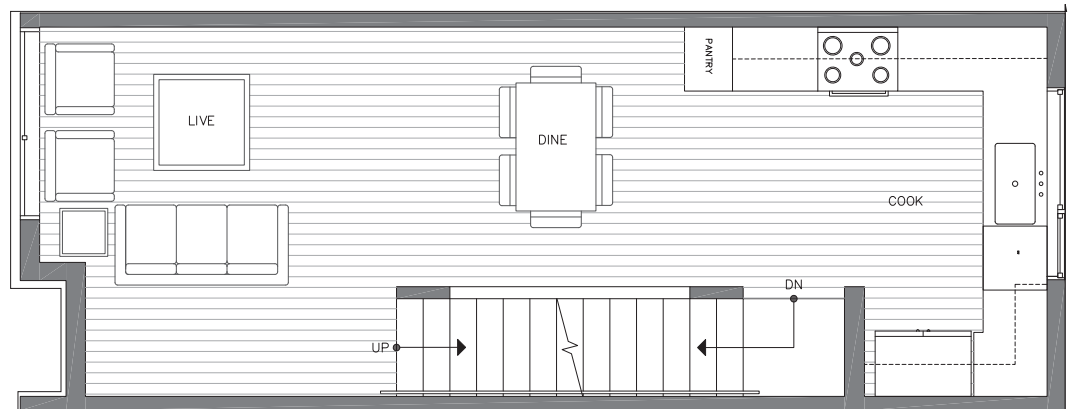 PANTRY
LIVE
DINE
COOK
DN
UP